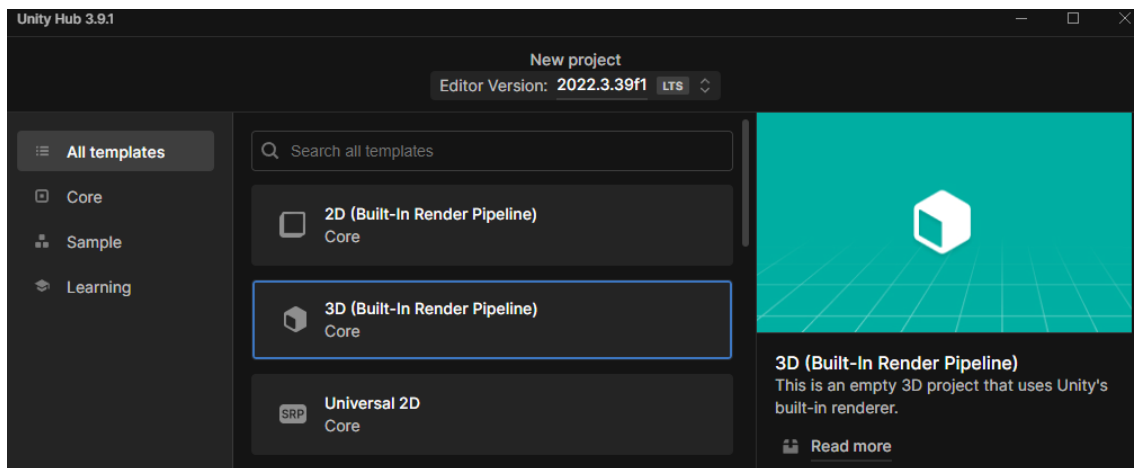 Unity Hub 3.9.1
New project
Editor Version: 2022.3.39f1 LTS
All templates
Core
Sample
Learning
Search all templates
2D (Built-In Render Pipeline)
Core
3D (Built-In Render Pipeline)
Core
SRP
Universal 2D
Core
3D (Built-In Render Pipeline)
This is an empty 3D project that uses Unity's
built-in renderer.
Read more